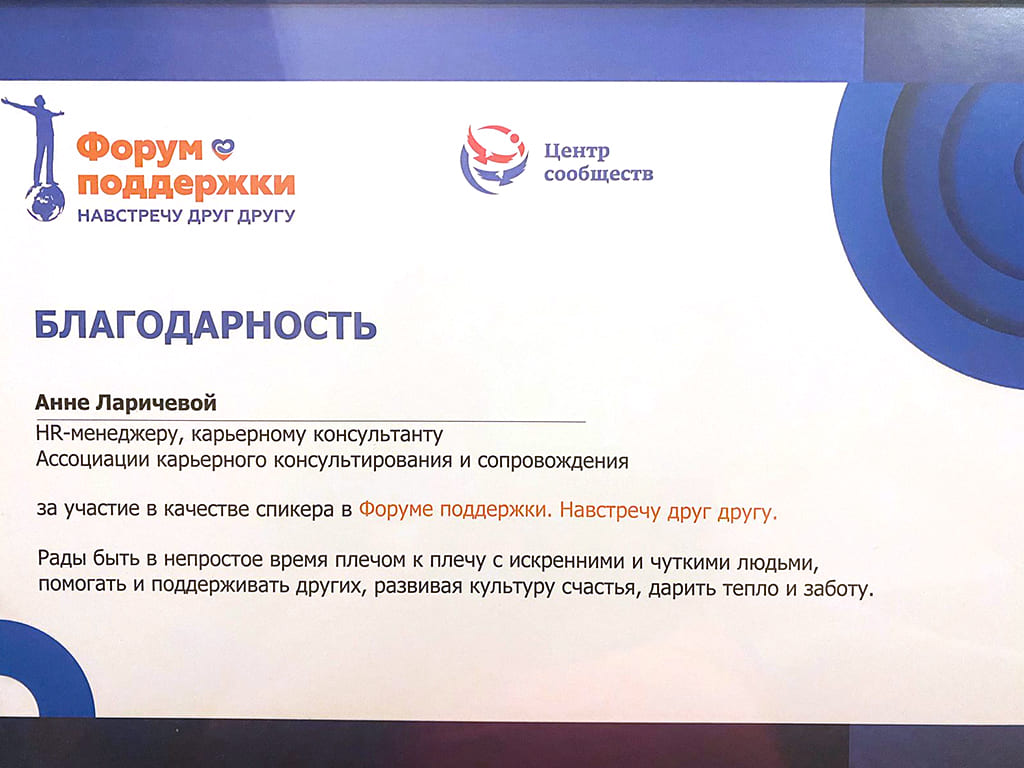 Форум
поддержки
НАВСТРЕЧУ ДРУГ ДРУГУ
Центр
сообществ
БЛАГОДАРНОСТЬ
Анне Ларичевой
HR-менеджеру, карьерному консультанту
Ассоциации карьерного консультирования и сопровождения
за участие в качестве спикера в Форуме поддержки. Навстречу друг другу.
Рады быть в непростое время плечом к плечу с искренними и чуткими людьми,
помогать и поддерживать других, развивая культуру счастья, дарить тепло и заботу.